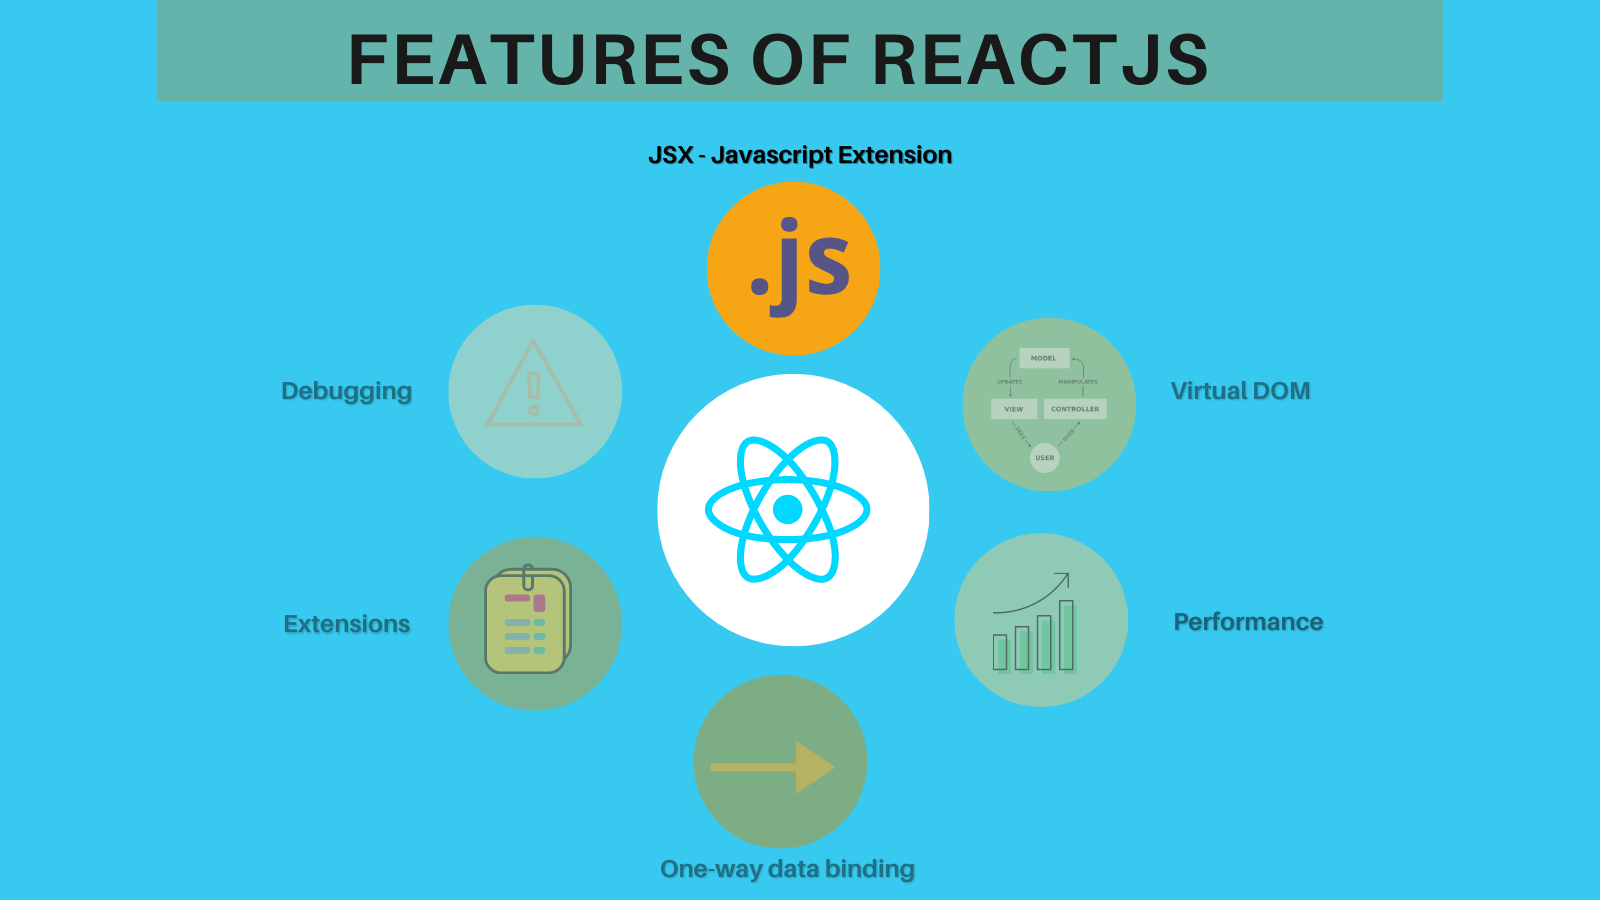 FEATURES OF REACTJS
JSX - Javascript Extension
.js
Debugging
MODEL
UPDATES
MANIPULATES
VIEW
CONTROLLER
SEES
USES
USER
Virtual DOM
Extensions
Performance
One-way data binding